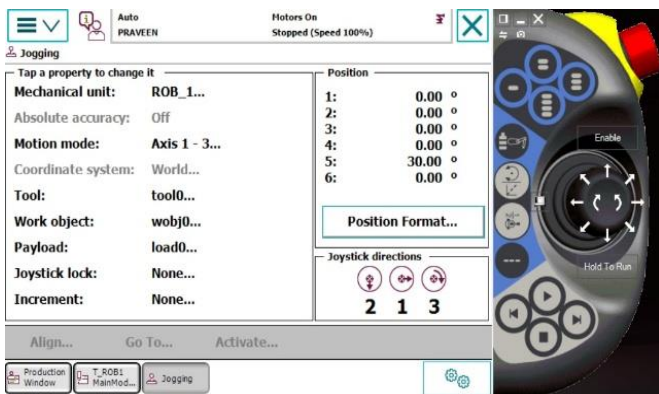 Auto
PRAVEEN
Motors On
Stopped (Speed 100%)
Jogging
Tap a property to change it
Mechanical unit: ROB_1...
Absolute accuracy: Off
Motion mode: Axis 1 - 3...
Coordinate system: World...
Tool: tool0...
Work object: wobj0...
Payload: load0...
Joystick lock: None...
Increment: None...
Position
1: 0.00 º
2: 0.00 º
3: 0.00 º
4: 0.00 º
5: 30.00 º
6: 0.00 º
Position Format...
Joystick directions
2 1 3
Align... Go To... Activate...
Production
Window
T_ROB1
MainMod...
Jogging
Enable
Hold To Run